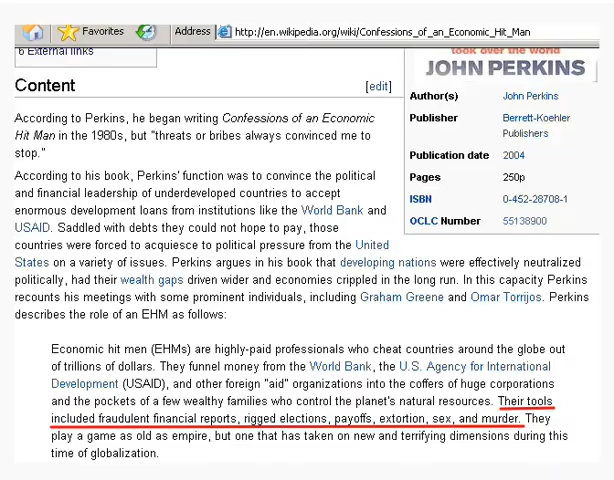 Favorites Address http://en.wikipedia.org/wiki/Confessions_of_an_Economic_Hit_Man
6 External links
took over the world
JOHN PERKINS
Content [edit]
Author(s) John Perkins
Publisher Berrett-Koehler
Publishers
Publication date 2004
Pages 250p
ISBN 0-452-28708-1
OCLC Number 55138900
According to Perkins, he began writing Confessions of an Economic
Hit Man in the 1980s, but "threats or bribes always convinced me to
stop."
According to his book, Perkins' function was to convince the political
and financial leadership of underdeveloped countries to accept
enormous development loans from institutions like the World Bank and
USAID. Saddled with debts they could not hope to pay, those
countries were forced to acquiesce to political pressure from the United
States on a variety of issues. Perkins argues in his book that developing nations were effectively neutralized
politically, had their wealth gaps driven wider and economies crippled in the long run. In this capacity Perkins
recounts his meetings with some prominent individuals, including Graham Greene and Omar Torrijos. Perkins
describes the role of an EHM as follows:
Economic hit men (EHMs) are highly-paid professionals who cheat countries around the globe out
of trillions of dollars. They funnel money from the World Bank, the U.S. Agency for International
Development (USAID), and other foreign "aid" organizations into the coffers of huge corporations
and the pockets of a few wealthy families who control the planet's natural resources. Their tools
included fraudulent financial reports, rigged elections, payoffs, extortion, sex, and murder. They
play a game as old as empire, but one that has taken on new and terrifying dimensions during this
time of globalization.